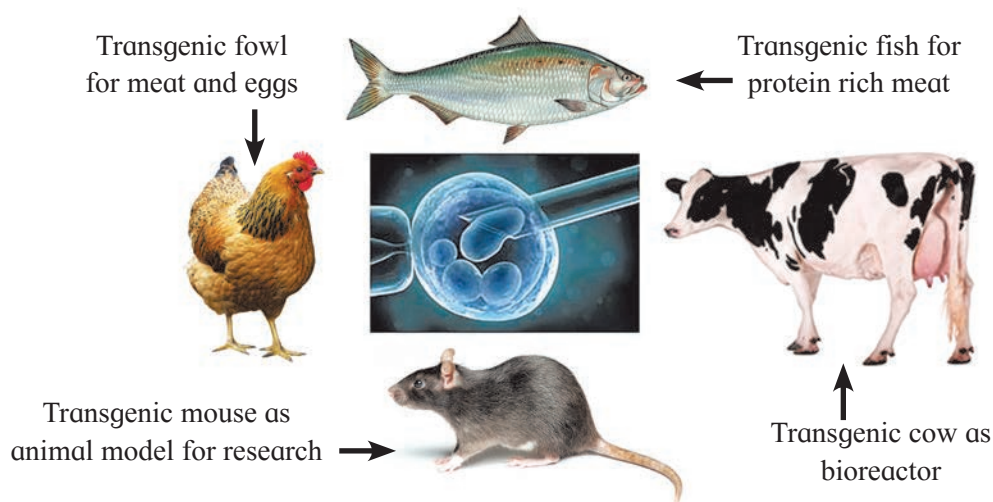 Transgenic fowl
for meat and eggs
Transgenic fish for
protein rich meat
Transgenic mouse as
animal model for research
Transgenic cow as
bioreactor